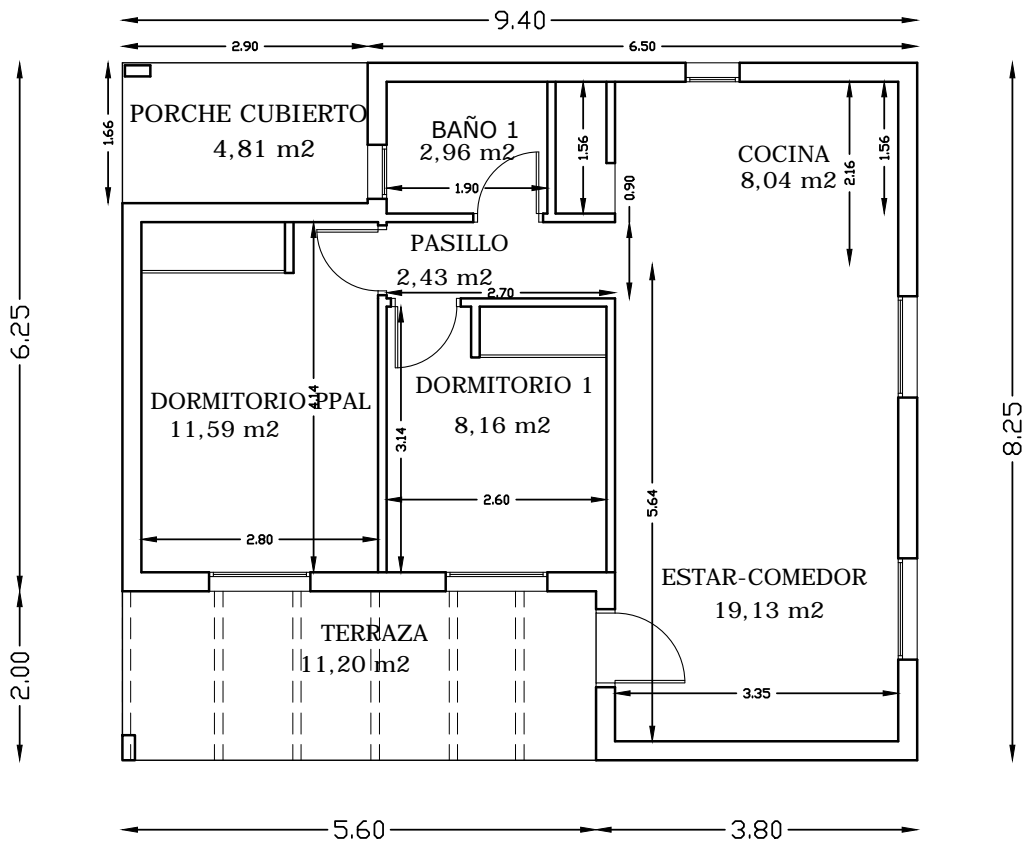 9.40
2.90
6.50
PORCHE CUBIERTO
4,81 m2
1.66
BAÑO 1
2,96 m2
1.90
1.56
0.90
COCINA
8,04 m2
2.16
1.56
PASILLO
2,43 m2
2.70
6.25
8.25
DORMITORIO PPAL
11,59 m2
4.14
2.80
DORMITORIO 1
8,16 m2
3.14
2.60
5.64
ESTAR-COMEDOR
19,13 m2
3.35
TERRAZA
11,20 m2
2.00
5.60
3.80